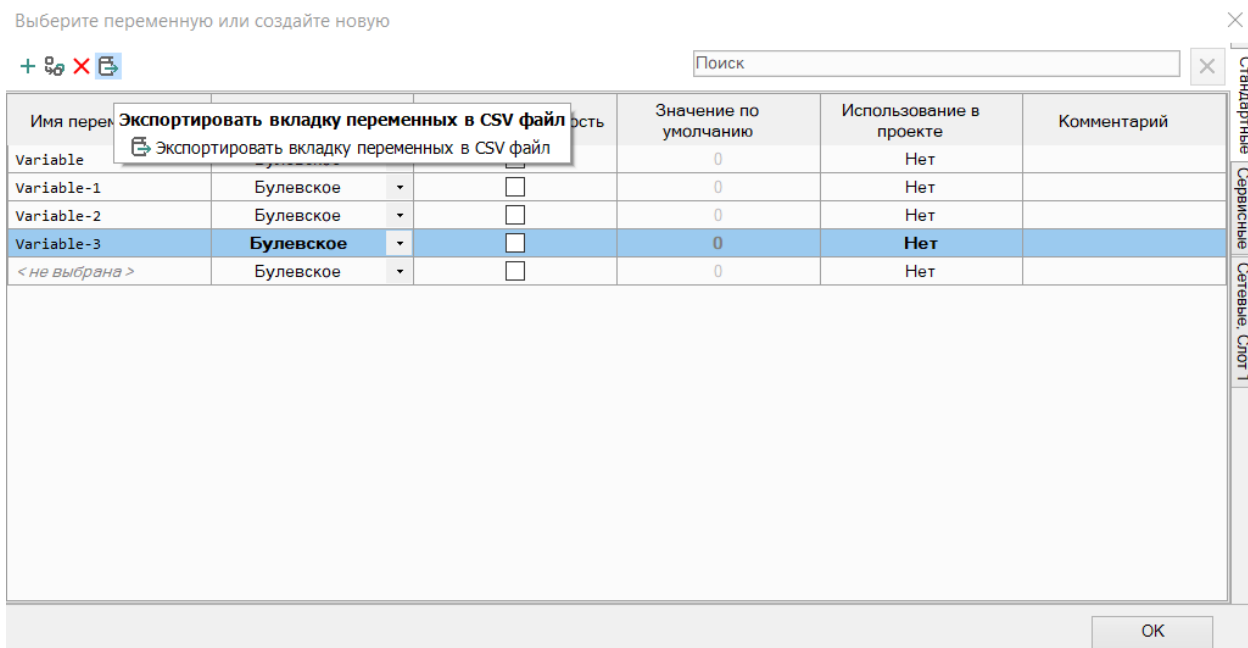 Выберите переменную или создайте новую
Поиск
Имя перем
ость
Значение по
умолчанию
Использование в
проекте
Комментарий
Экспортировать вкладку переменных в CSV файл
Экспортировать вкладку переменных в CSV файл
Variable 0 Нет
Variable-1 Булевское 0 Нет
Variable-2 Булевское 0 Нет
Variable-3 Булевское 0 Нет
<не выбрана> Булевское 0 Нет
Стандартные
Сервисные
Сетевые, Слот 1
OK